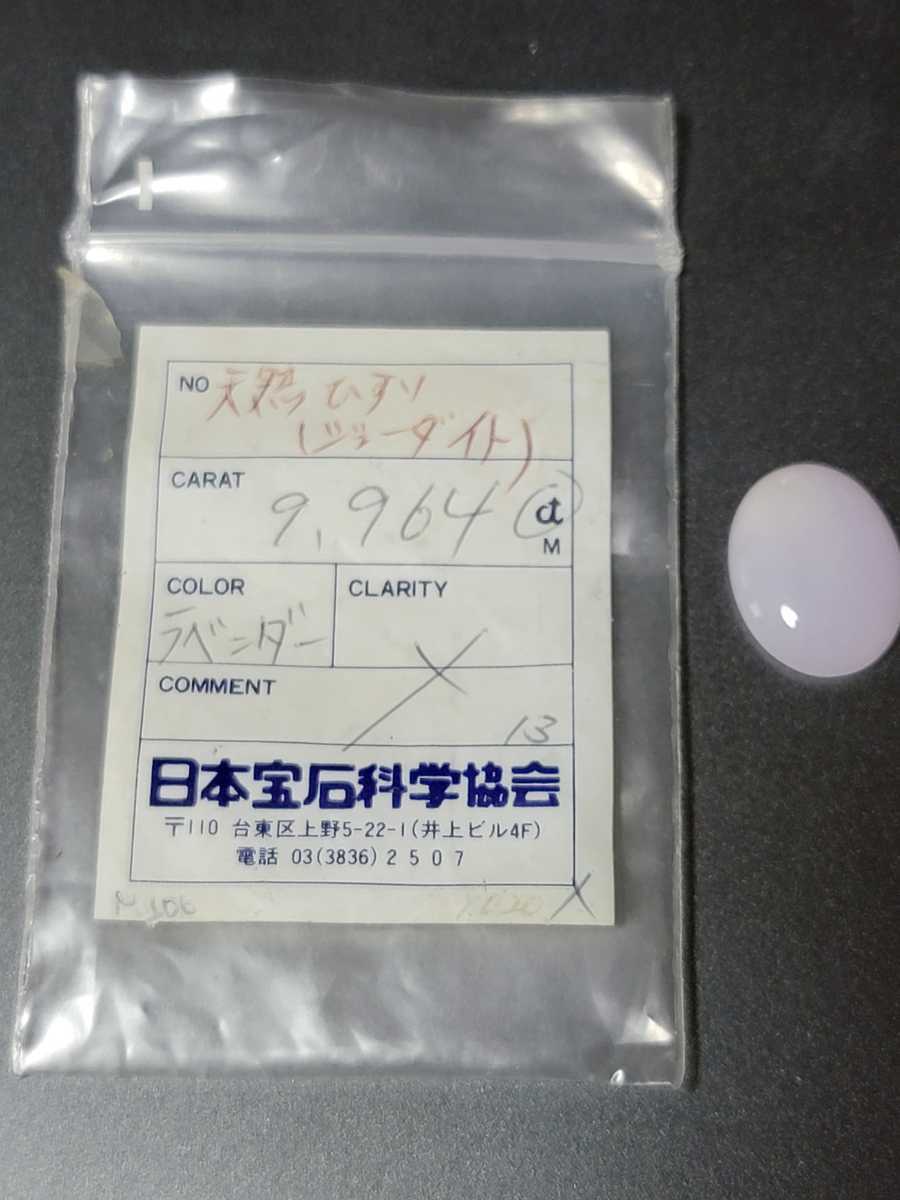 NO 天然ひすい
(ジェーダイト)
CARAT
9.964 ct
M
COLOR
ラベンダー
CLARITY
COMMENT
13
日本宝石科学協会
〒110 台東区上野5-22-1(井上ビル4F)
電話 03(3836)2507